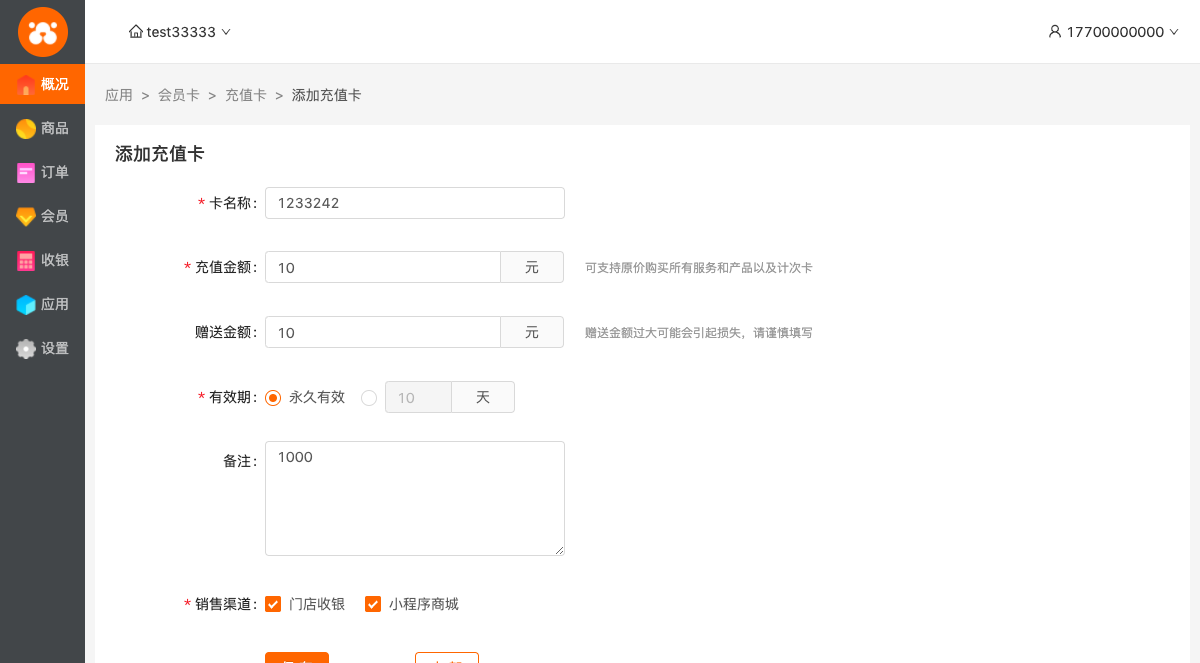 test33333
17700000000
概况
商品
订单
会员
收银
应用
设置
应用 > 会员卡 > 充值卡 > 添加充值卡
添加充值卡
* 卡名称: 1233242
* 充值金额: 10 元 可支持原价购买所有服务和产品以及计次卡
赠送金额: 10 元 赠送金额过大可能会引起损失，请谨慎填写
* 有效期: 永久有效 10 天
备注: 1000
* 销售渠道: 门店收银 小程序商城